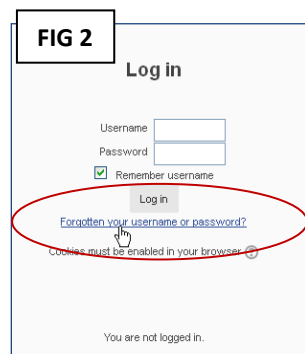 FIG 2
Log in
Username
Password
Remember username
Log in
Forgotten your username or password?
Cookies must be enabled in your browser
You are not logged in.